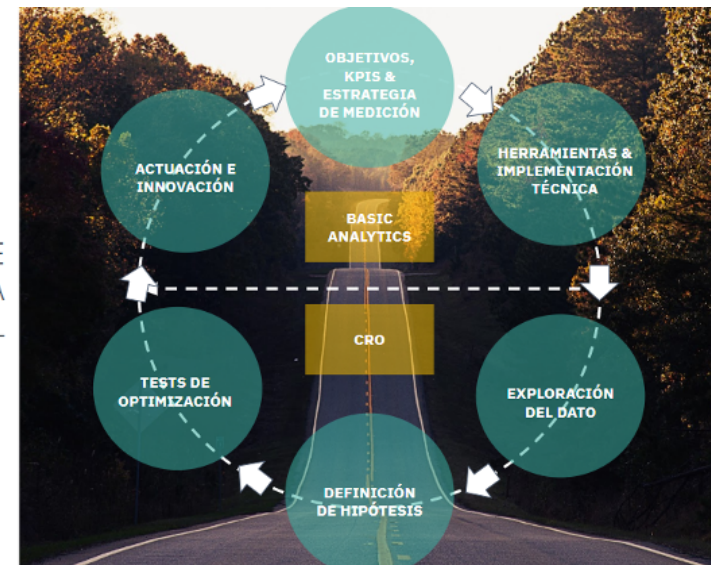 OBJETIVOS,
KPIS &
ESTRATEGIA
DE MEDICIÓN
HERRAMIENTAS &
IMPLEMENTACIÓN
TÉCNICA
ACTUACIÓN E
INNOVACIÓN
BASIC
ANALYTICS
CRO
TESTS DE
OPTIMIZACIÓN
EXPLORACIÓN
DEL DATO
DEFINICIÓN
DE HIPÓTESIS